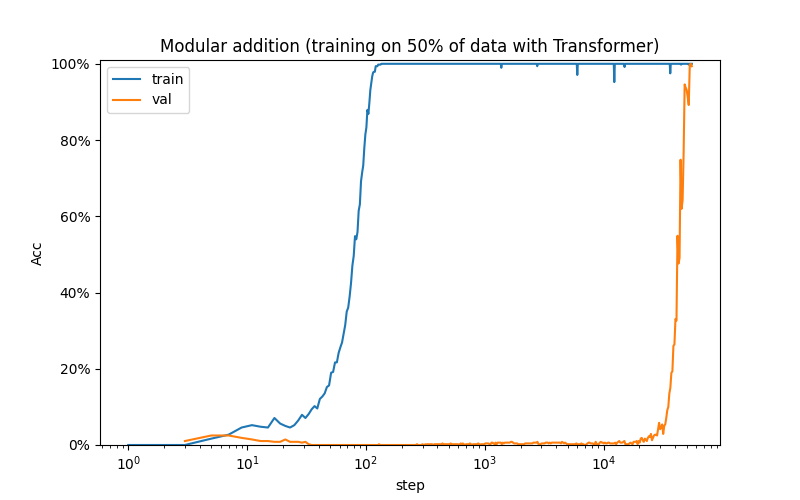 Modular addition (training on 50% of data with Transformer)
100%
80%
60%
40%
20%
0%
Acc
train
val
10⁰
10¹
10²
10³
10⁴
step